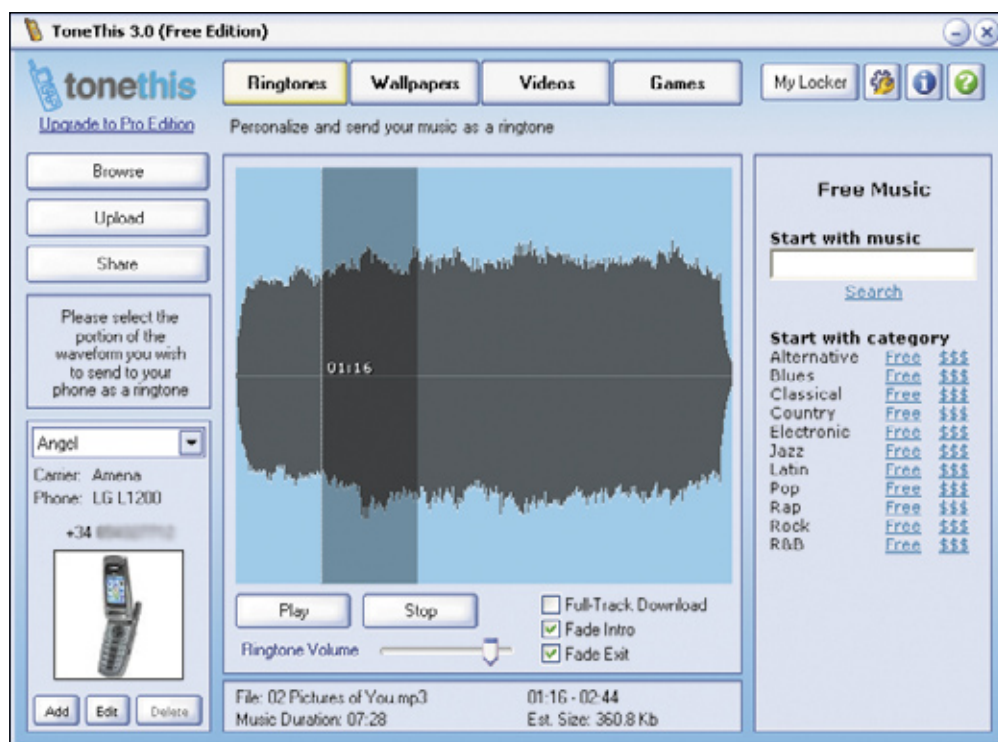 ToneThis 3.0 (Free Edition)
tonethis
Upgrade to Pro Edition
Ringtones Wallpapers Videos Games
My Locker
Personalize and send your music as a ringtone
Browse
Upload
Share
Please select the
portion of the
waveform you wish
to send to your
phone as a ringtone
Angel
Carrier: Amena
Phone: LG L1200
+34
Add Edit Delete
01:16
Play Stop
Ringtone Volume
Full-Track Download
Fade Intro
Fade Exit
File: 02 Pictures of You.mp3 01:16 - 02:44
Music Duration: 07:28 Est. Size: 360.8 Kb
Free Music
Start with music
Search
Start with category
Alternative Free $$$
Blues Free $$$
Classical Free $$$
Country Free $$$
Electronic Free $$$
Jazz Free $$$
Latin Free $$$
Pop Free $$$
Rap Free $$$
Rock Free $$$
R&B Free $$$